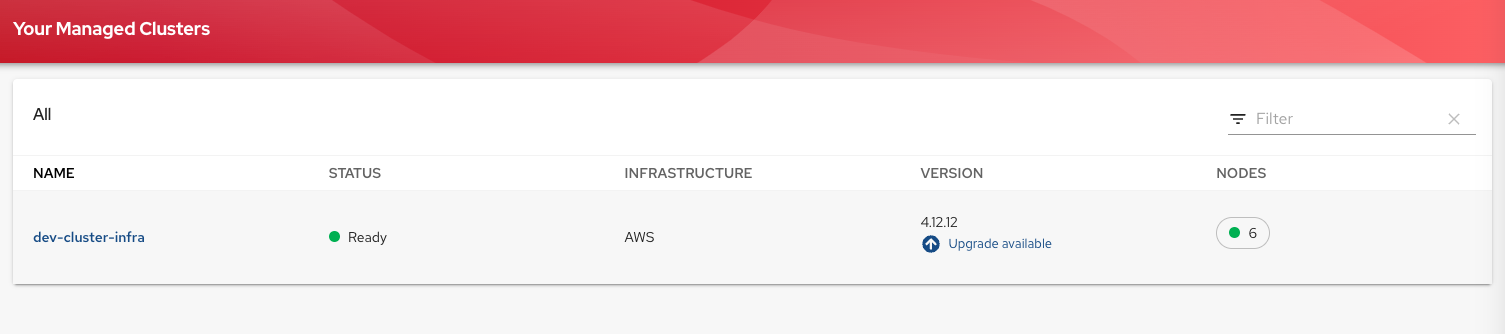 Your Managed Clusters
All
Filter
NAME STATUS INFRASTRUCTURE VERSION NODES
dev-cluster-infra Ready AWS 4.12.12 6
Upgrade available